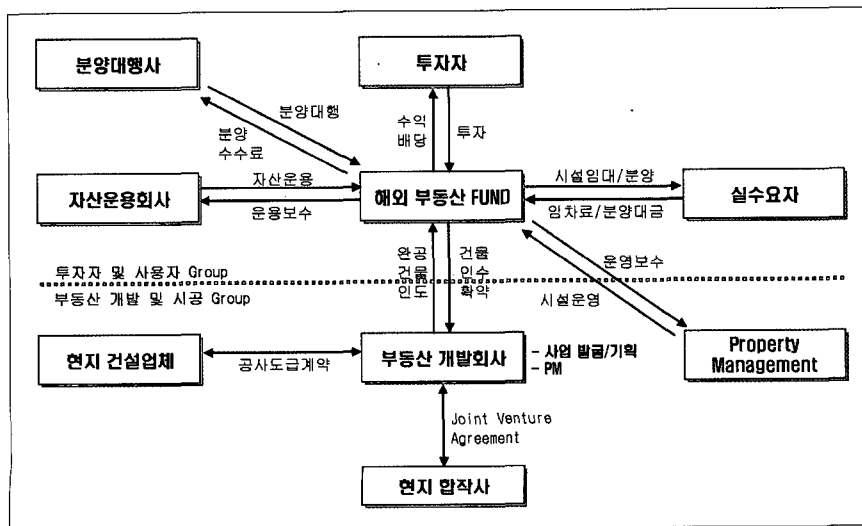 분양대행사
투자자
분양대행
분양
수수료
수익
배당
투자
자산운용회사
자산운용
운용보수
해외 부동산 FUND
시설임대/분양
임차료/분양대금
실수요자
완공
건물
인도
건물
인수
확약
운영보수
시설운영
투자자 및 사용자 Group
부동산 개발 및 시공 Group
현지 건설업체
공사도급계약
부동산 개발회사
- 사업 발굴/기획
- PM
Property
Management
Joint Venture
Agreement
현지 합작사